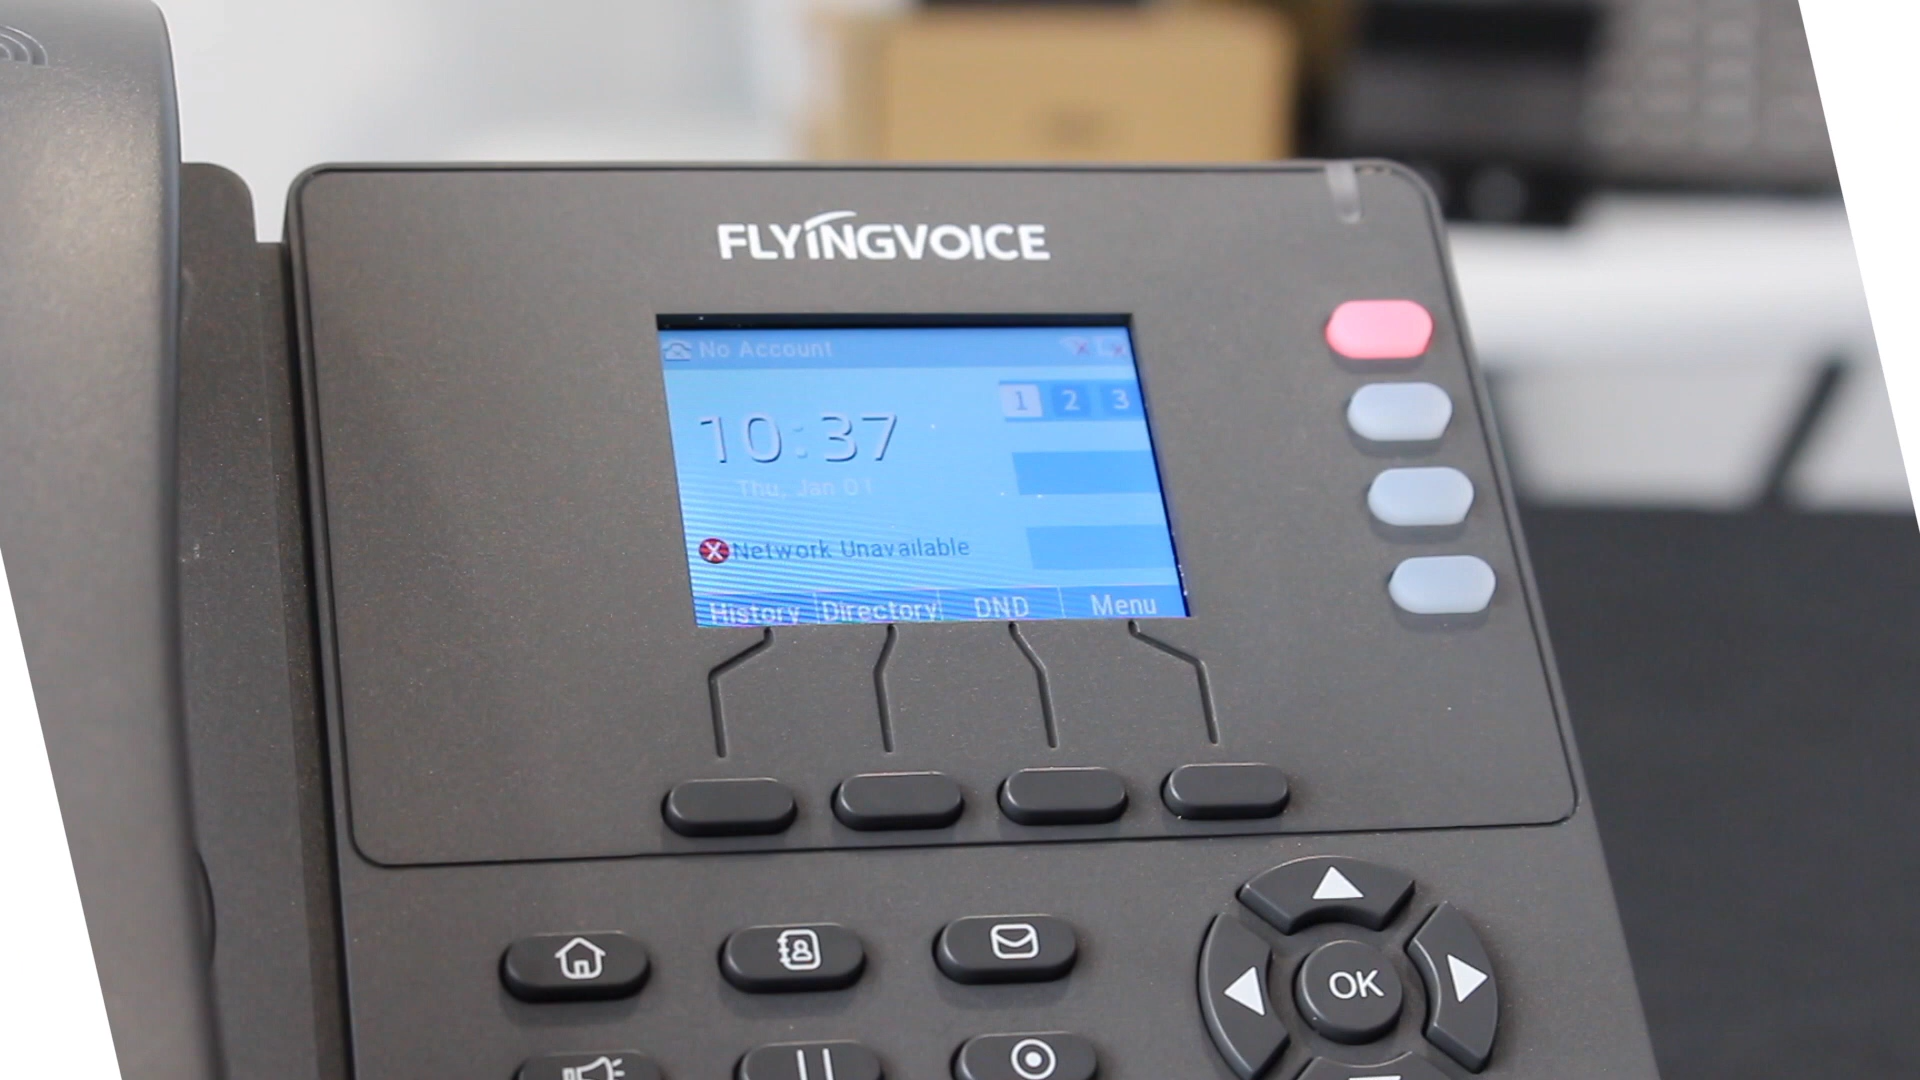 FLYINGVOICE
No Account
1 2 3
10:37
Thu, Jan 01
Network Unavailable
History Directory DND Menu
OK